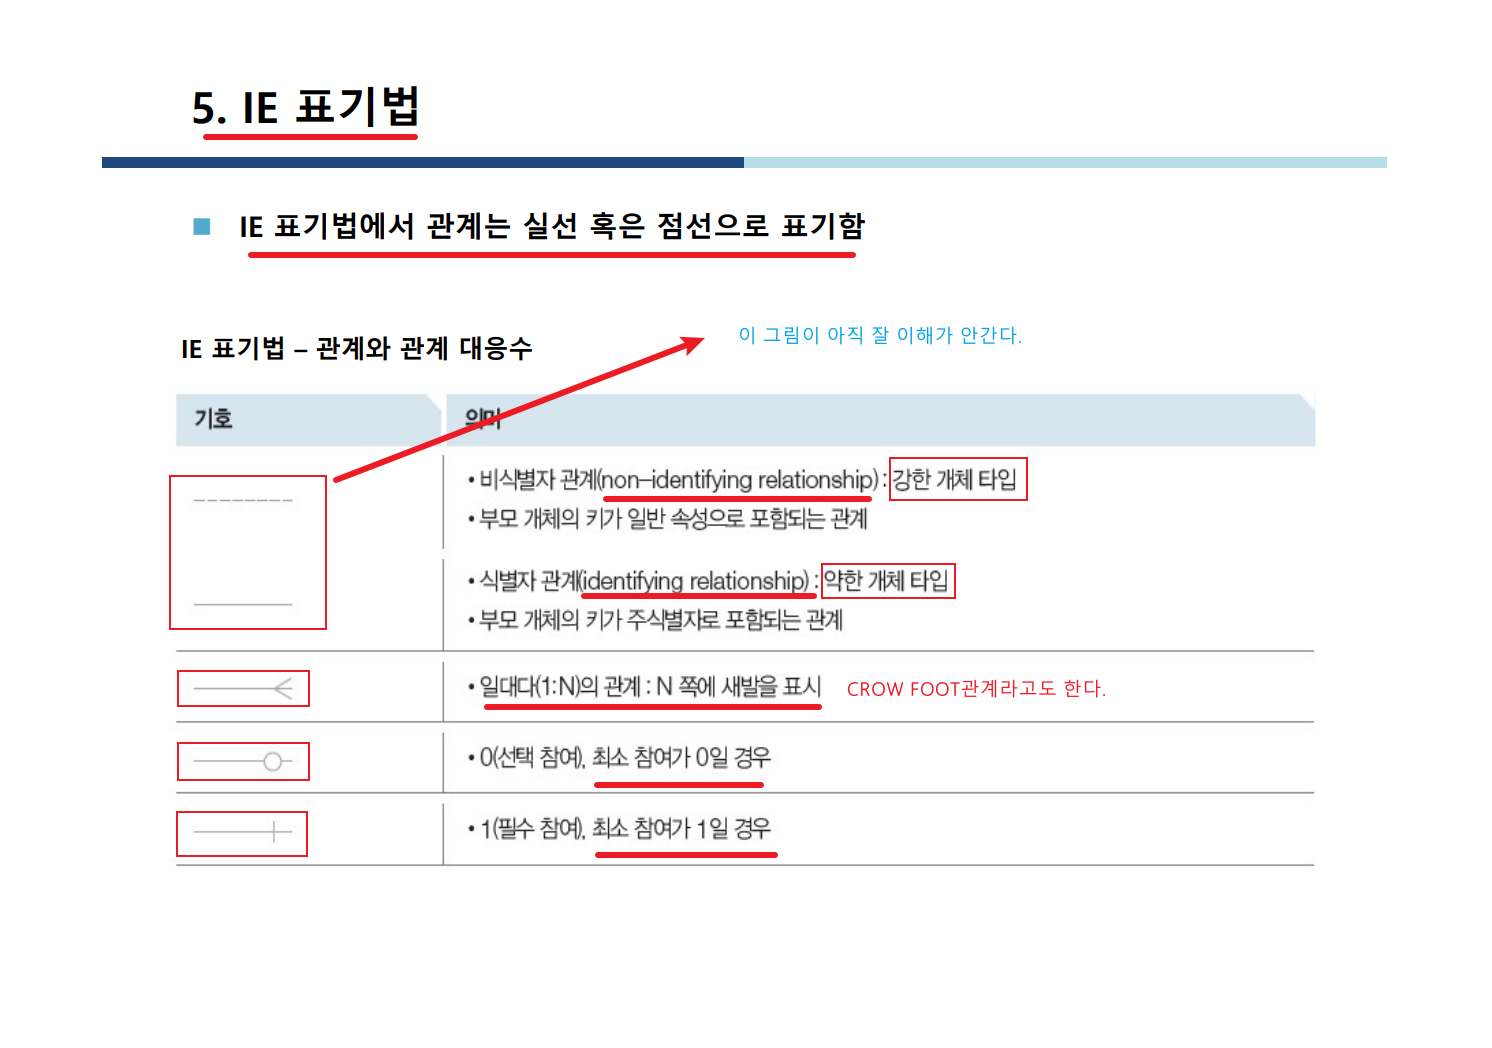 5. IE 표기법
IE 표기법에서 관계는 실선 혹은 점선으로 표기함
이 그림이 아직 잘 이해가 안간다.
IE 표기법 – 관계와 관계 대응수
기호
의미
• 비식별자 관계(non–identifying relationship) : 강한 개체 타입
• 부모 개체의 키가 일반 속성으로 포함되는 관계
• 식별자 관계(identifying relationship) : 약한 개체 타입
• 부모 개체의 키가 주식별자로 포함되는 관계
• 일대다(1:N)의 관계 : N 쪽에 새발을 표시
CROW FOOT관계라고도 한다.
• 0(선택 참여), 최소 참여가 0일 경우
• 1(필수 참여), 최소 참여가 1일 경우